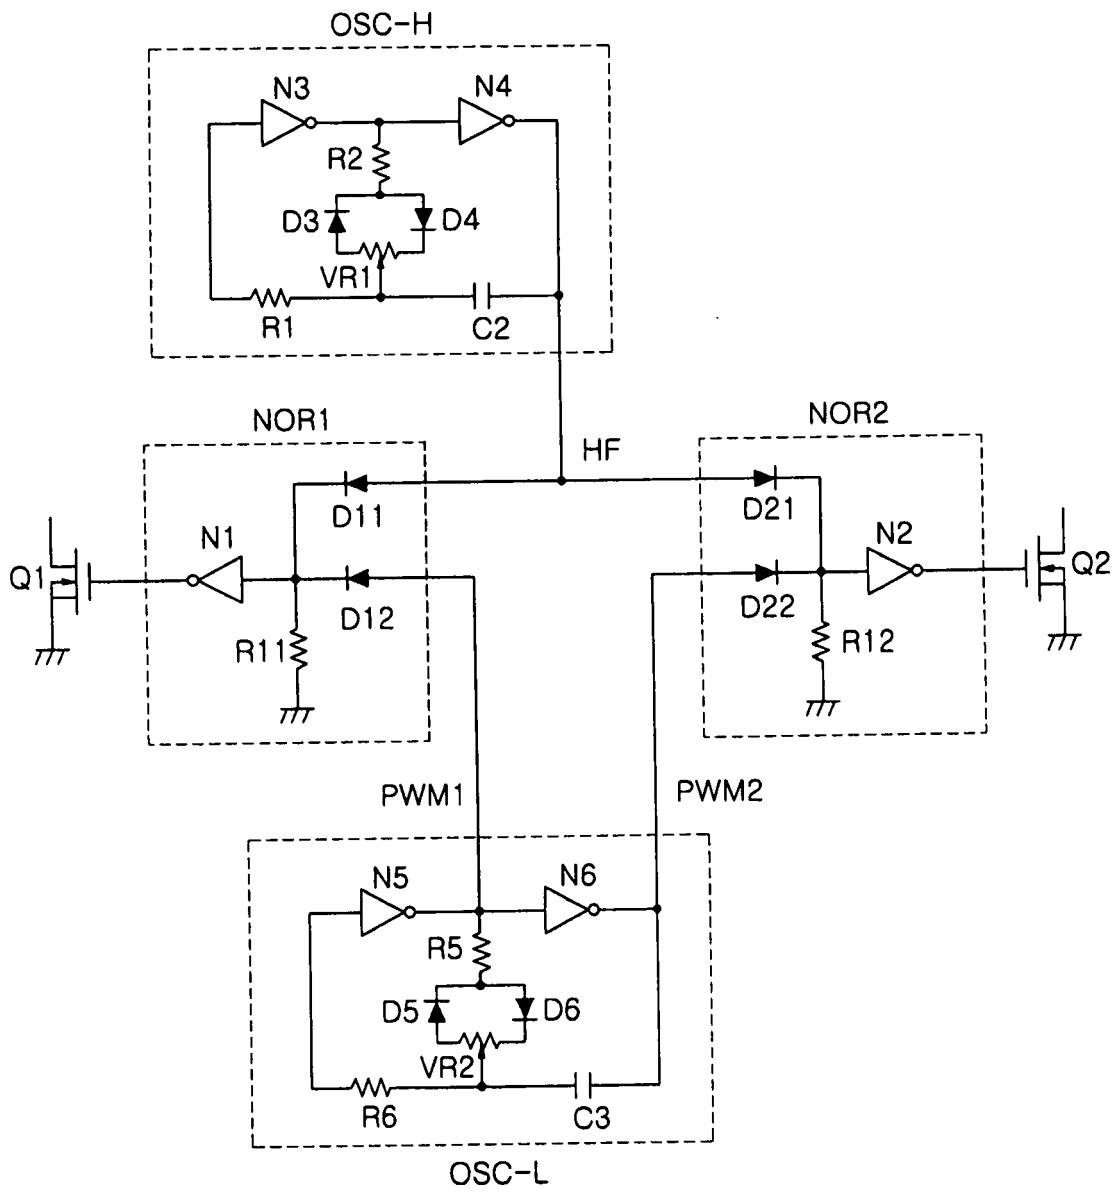 OSC-H
N3
N4
R2
D3
D4
VR1
R1
C2
NOR1
NOR2
HF
D11
D21
N1
N2
Q1
Q2
D12
D22
R11
R12
PWM1
PWM2
N5
N6
R5
D5
D6
VR2
R6
C3
OSC-L